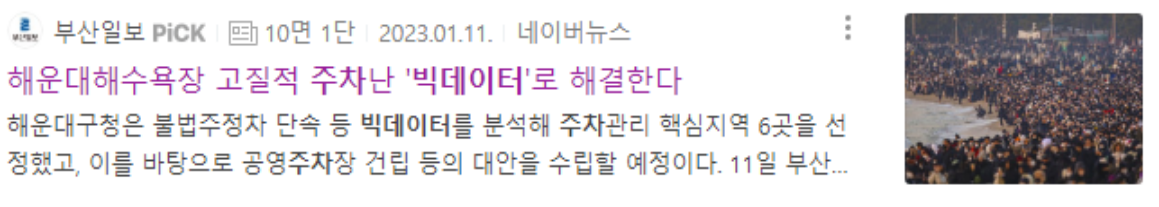 부산일보 PiCK 10면 1단 2023.01.11. 네이버뉴스
해운대해수욕장 고질적 주차난 '빅데이터'로 해결한다
해운대구청은 불법주정차 단속 등 빅데이터를 분석해 주차관리 핵심지역 6곳을 선
정했고, 이를 바탕으로 공영주차장 건립 등의 대안을 수립할 예정이다. 11일 부산...